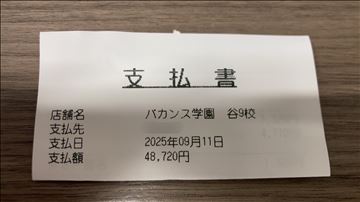 支払書
店舗名 バカンス学園 谷9校
支払先
支払日 2025年09月11日
支払額 48,720円